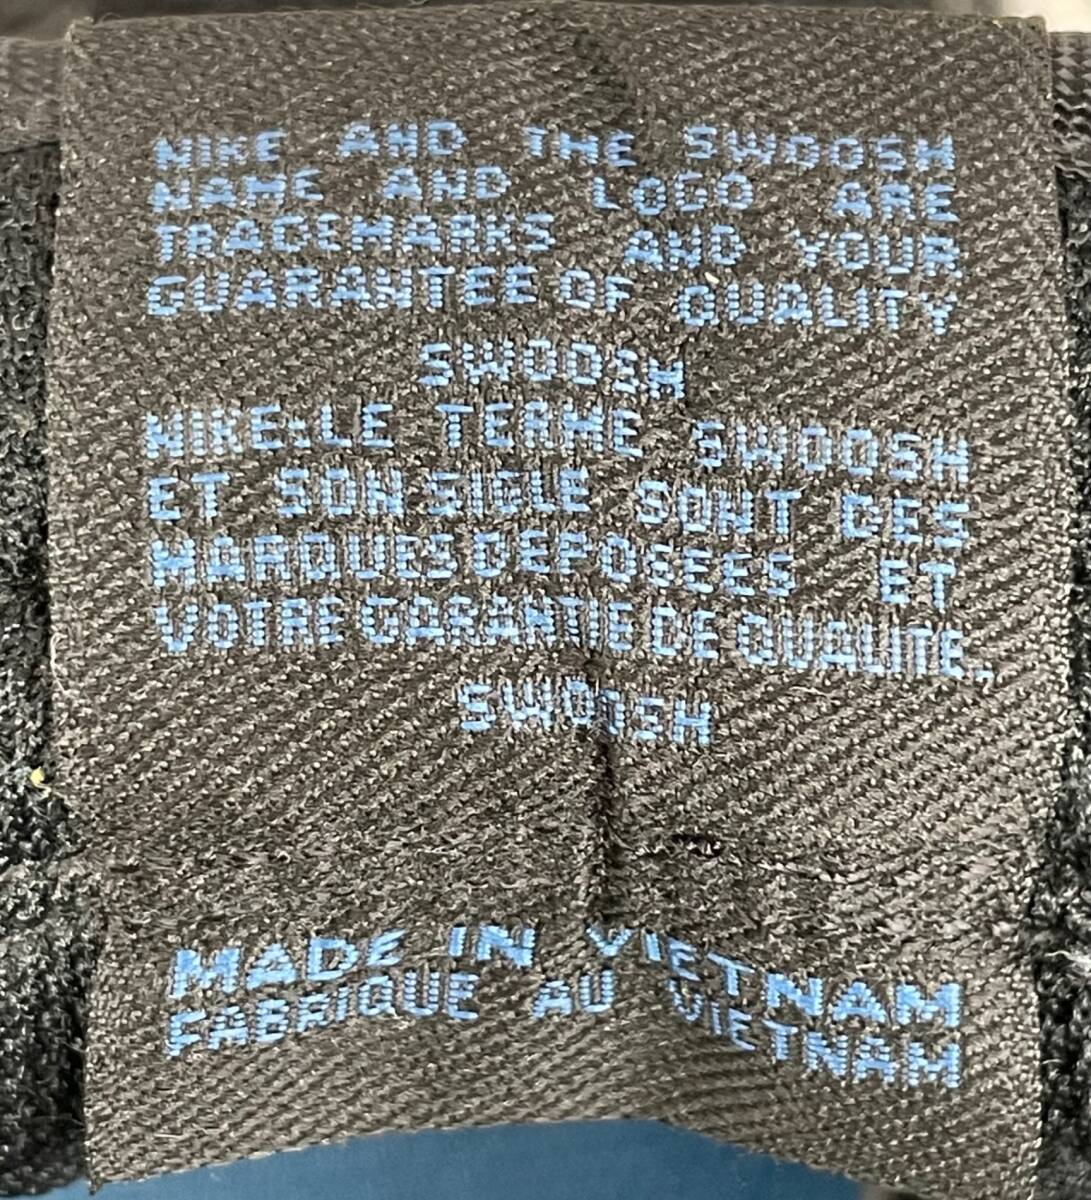 NIKE AND THE SWOOSH
NAME AND LOGO ARE
TRADEMARKS AND YOUR
GUARANTEE OF QUALITY
SWOOSH
NIKE:LE TERME SWOOSH
ET SON SIGLE SONT DES
MARQUES DEPOSEES ET
VOTRE GARANTIE DE QUALITE.
SWOOSH
MADE IN VIETNAM
FABRIQUE AU VIETNAM